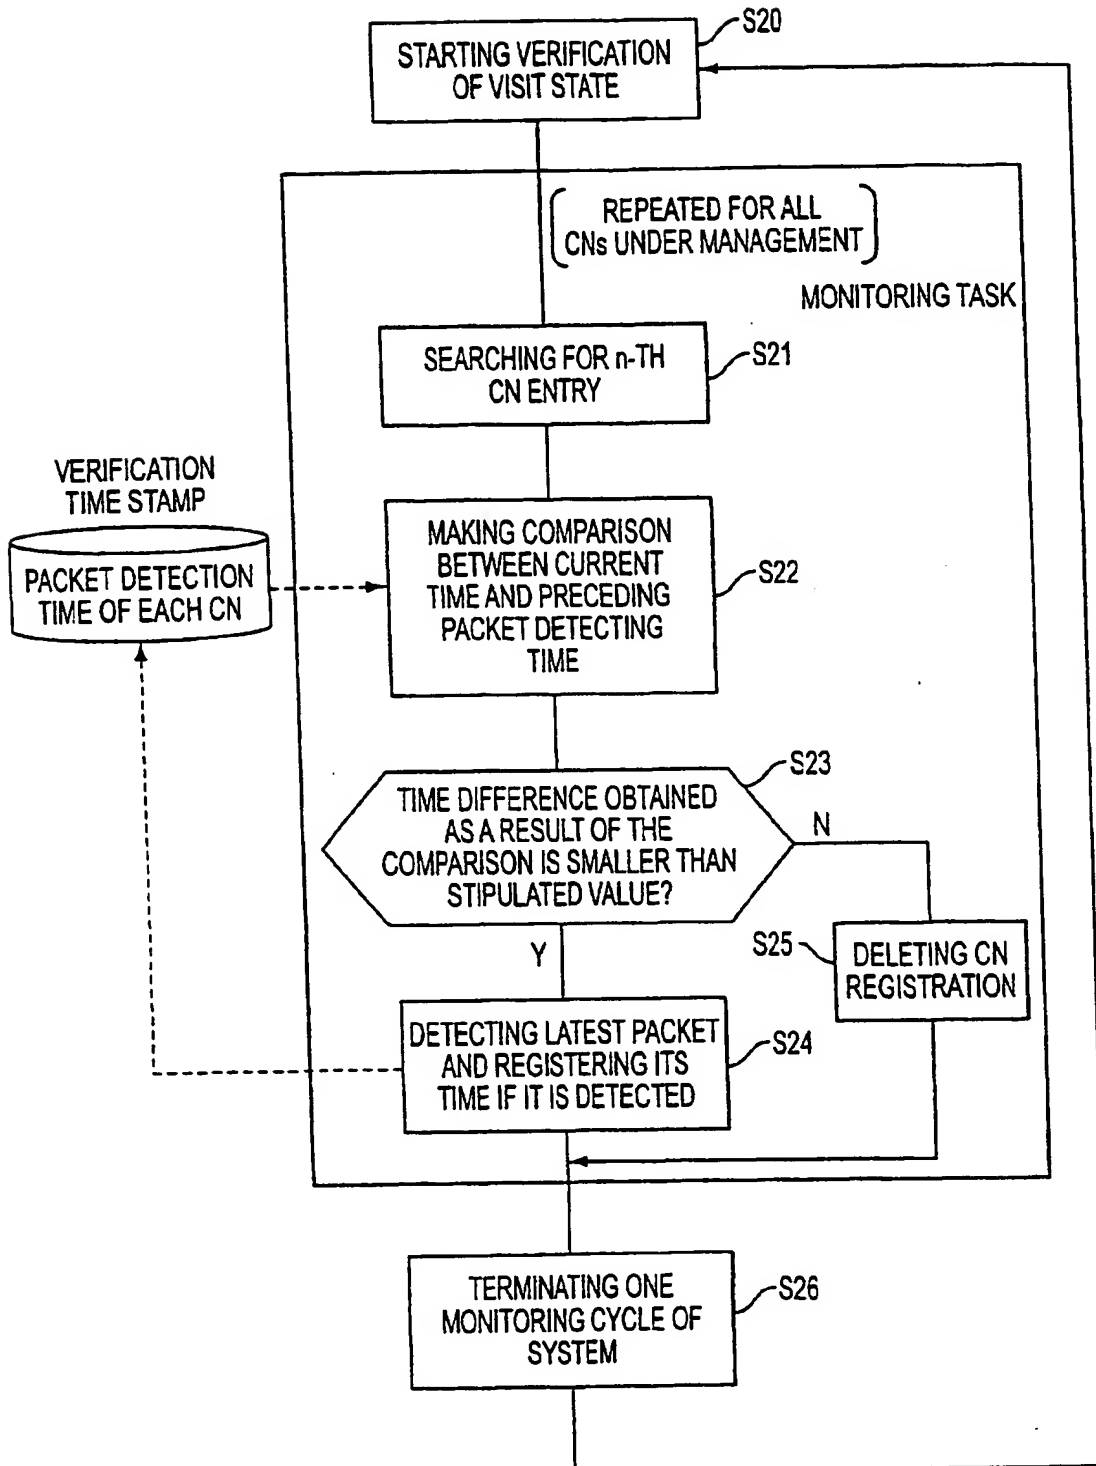 S20
STARTING VERIFICATION
OF VISIT STATE
REPEATED FOR ALL
CNs UNDER MANAGEMENT
MONITORING TASK
SEARCHING FOR n-TH
CN ENTRY
S21
VERIFICATION
TIME STAMP
PACKET DETECTION
TIME OF EACH CN
MAKING COMPARISON
BETWEEN CURRENT
TIME AND PRECEDING
PACKET DETECTING
TIME
S22
S23
TIME DIFFERENCE OBTAINED
AS A RESULT OF THE
COMPARISON IS SMALLER THAN
STIPULATED VALUE?
N
Y
S25
DELETING CN
REGISTRATION
DETECTING LATEST PACKET
AND REGISTERING ITS
TIME IF IT IS DETECTED
S24
TERMINATING ONE
MONITORING CYCLE OF
SYSTEM
S26